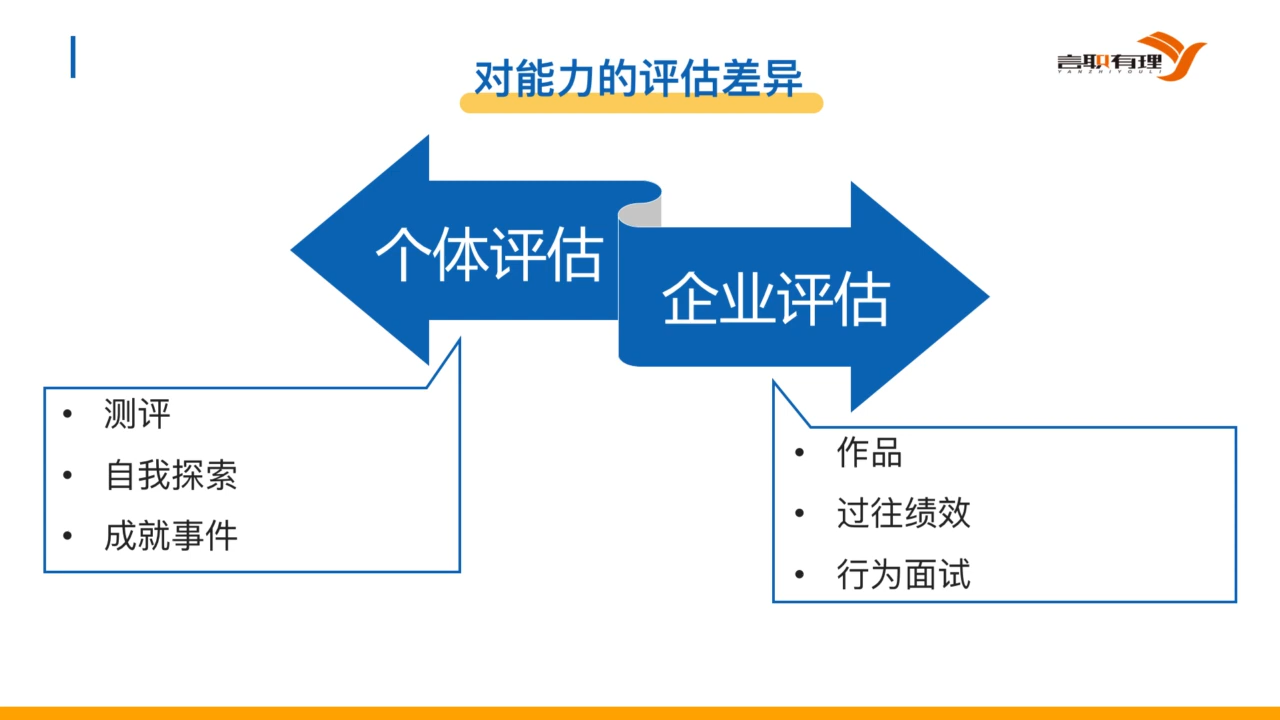 对能力的评估差异
言职有理
YANZHIYOULI
个体评估
企业评估
• 测评
• 自我探索
• 成就事件
• 作品
• 过往绩效
• 行为面试